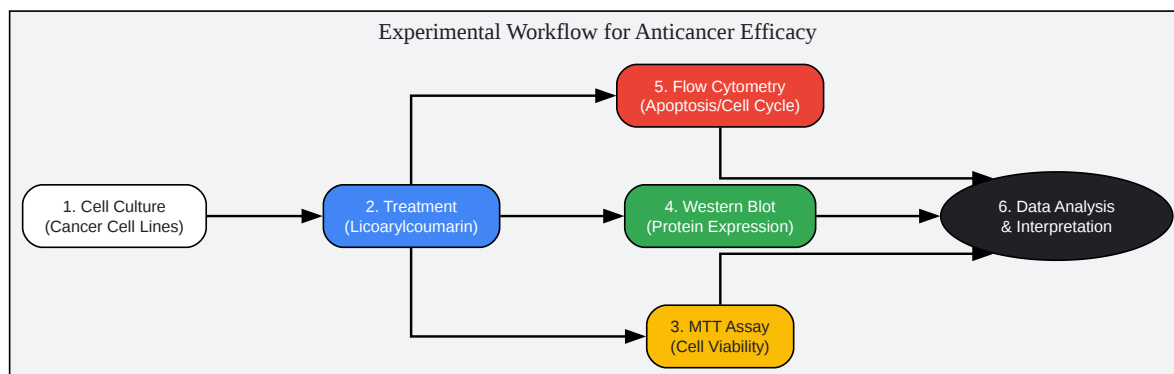 Experimental Workflow for Anticancer Efficacy
5. Flow Cytometry
(Apoptosis/Cell Cycle)
1. Cell Culture
(Cancer Cell Lines)
2. Treatment
(Licoarylcoumarin)
4. Western Blot
(Protein Expression)
6. Data Analysis
& Interpretation
3. MTT Assay
(Cell Viability)